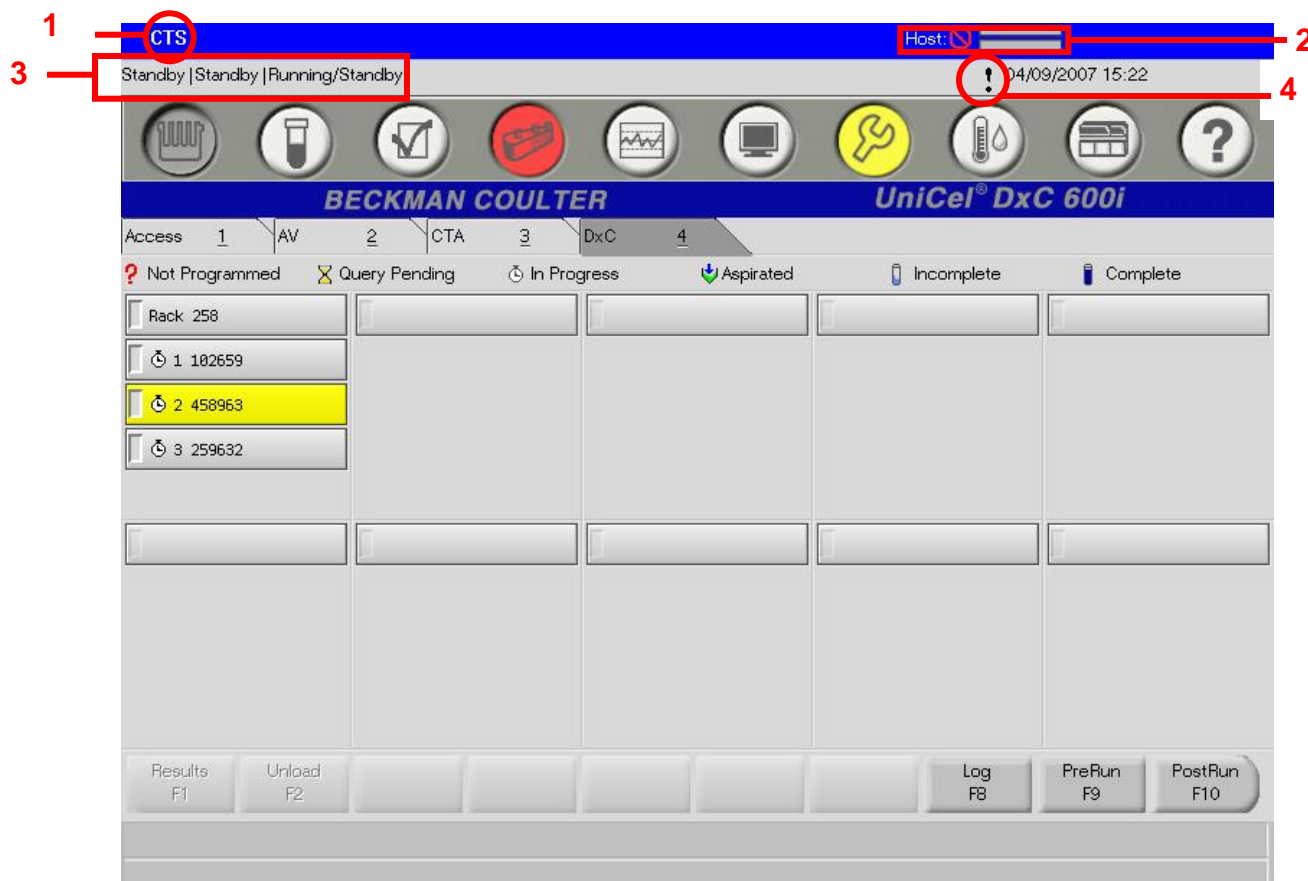 1
CTS
Host:
2
3
Standby |Standby |Running/Standby
! 04/09/2007 15:22
4
?
BECKMAN COULTER
UniCel® DxC 600i
Access 1 AV 2 CTA 3 DxC 4
? Not Programmed Query Pending In Progress Aspirated Incomplete Complete
Rack 258
1 102659
2 458963
3 259632
Results Unload Log PreRun PostRun
F1 F2 F8 F9 F10